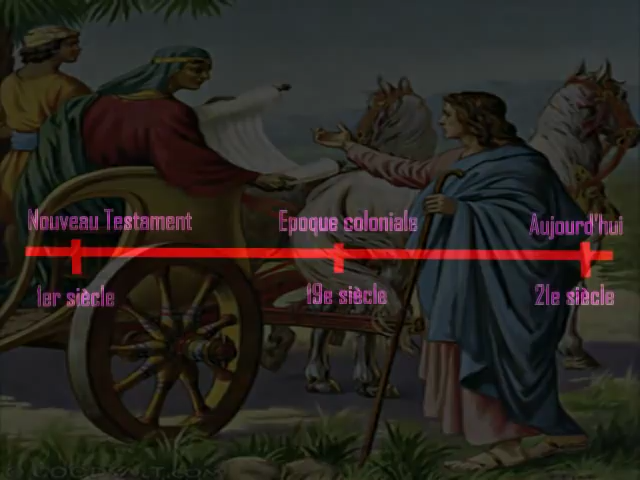 Nouveau Testament
Epoque coloniale
Aujourd'hui
1er siècle
19e siècle
21e siècle